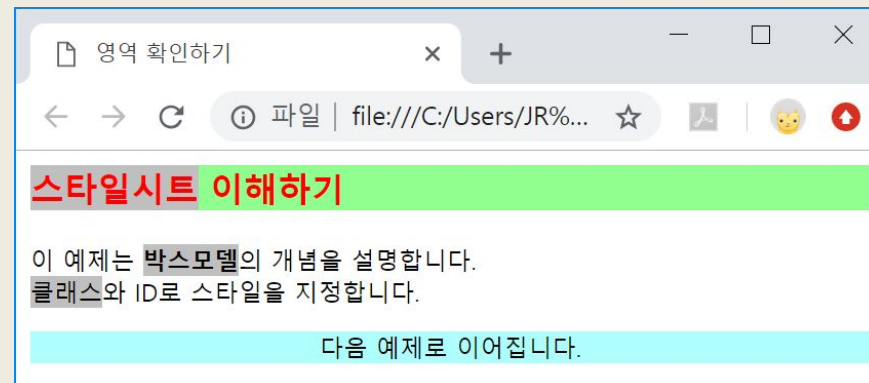 영역 확인하기
파일 | file:///C:/Users/JR%...
스타일시트 이해하기
이 예제는 박스모델의 개념을 설명합니다.
클래스와 ID로 스타일을 지정합니다.
다음 예제로 이어집니다.